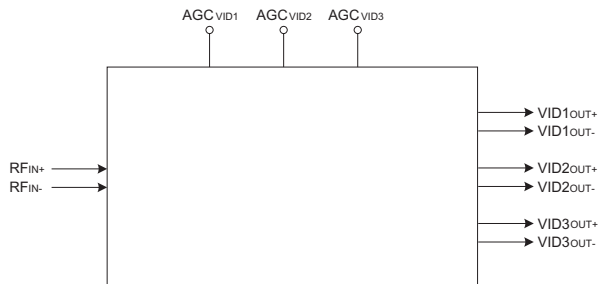 AGCVID1 AGCVID2 AGCVID3
VID1OUT+
VID1OUT-
RFIN+ VID2OUT+
RFIN- VID2OUT-
VID3OUT+
VID3OUT-